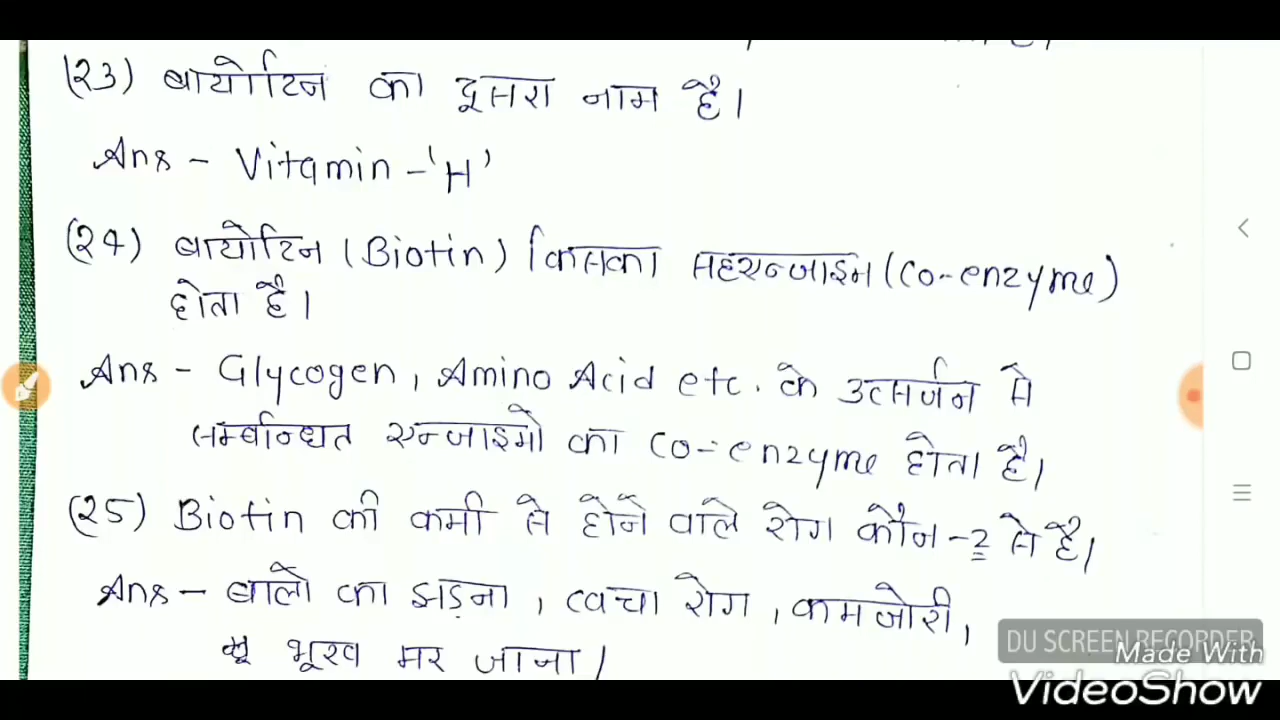 (23) बायोटिन का दूसरा नाम है।
Ans - Vitamin - 'H'
(24) बायोटिन (Biotin) किसका सहएन्जाइम (Co-enzyme)
होता है।
Ans - Glycogen, Amino Acid etc. के उत्सर्जन से
सम्बन्धित एन्जाइमो का Co-enzyme होता है।
(25) Biotin की कमी से होने वाले रोग कौन-२ से है।
Ans - बालो का झड़ना, त्वचा रोग, कमजोरी,
भूख मर जाना।
DU SCREEN RECORDER
Made With
VideoShow